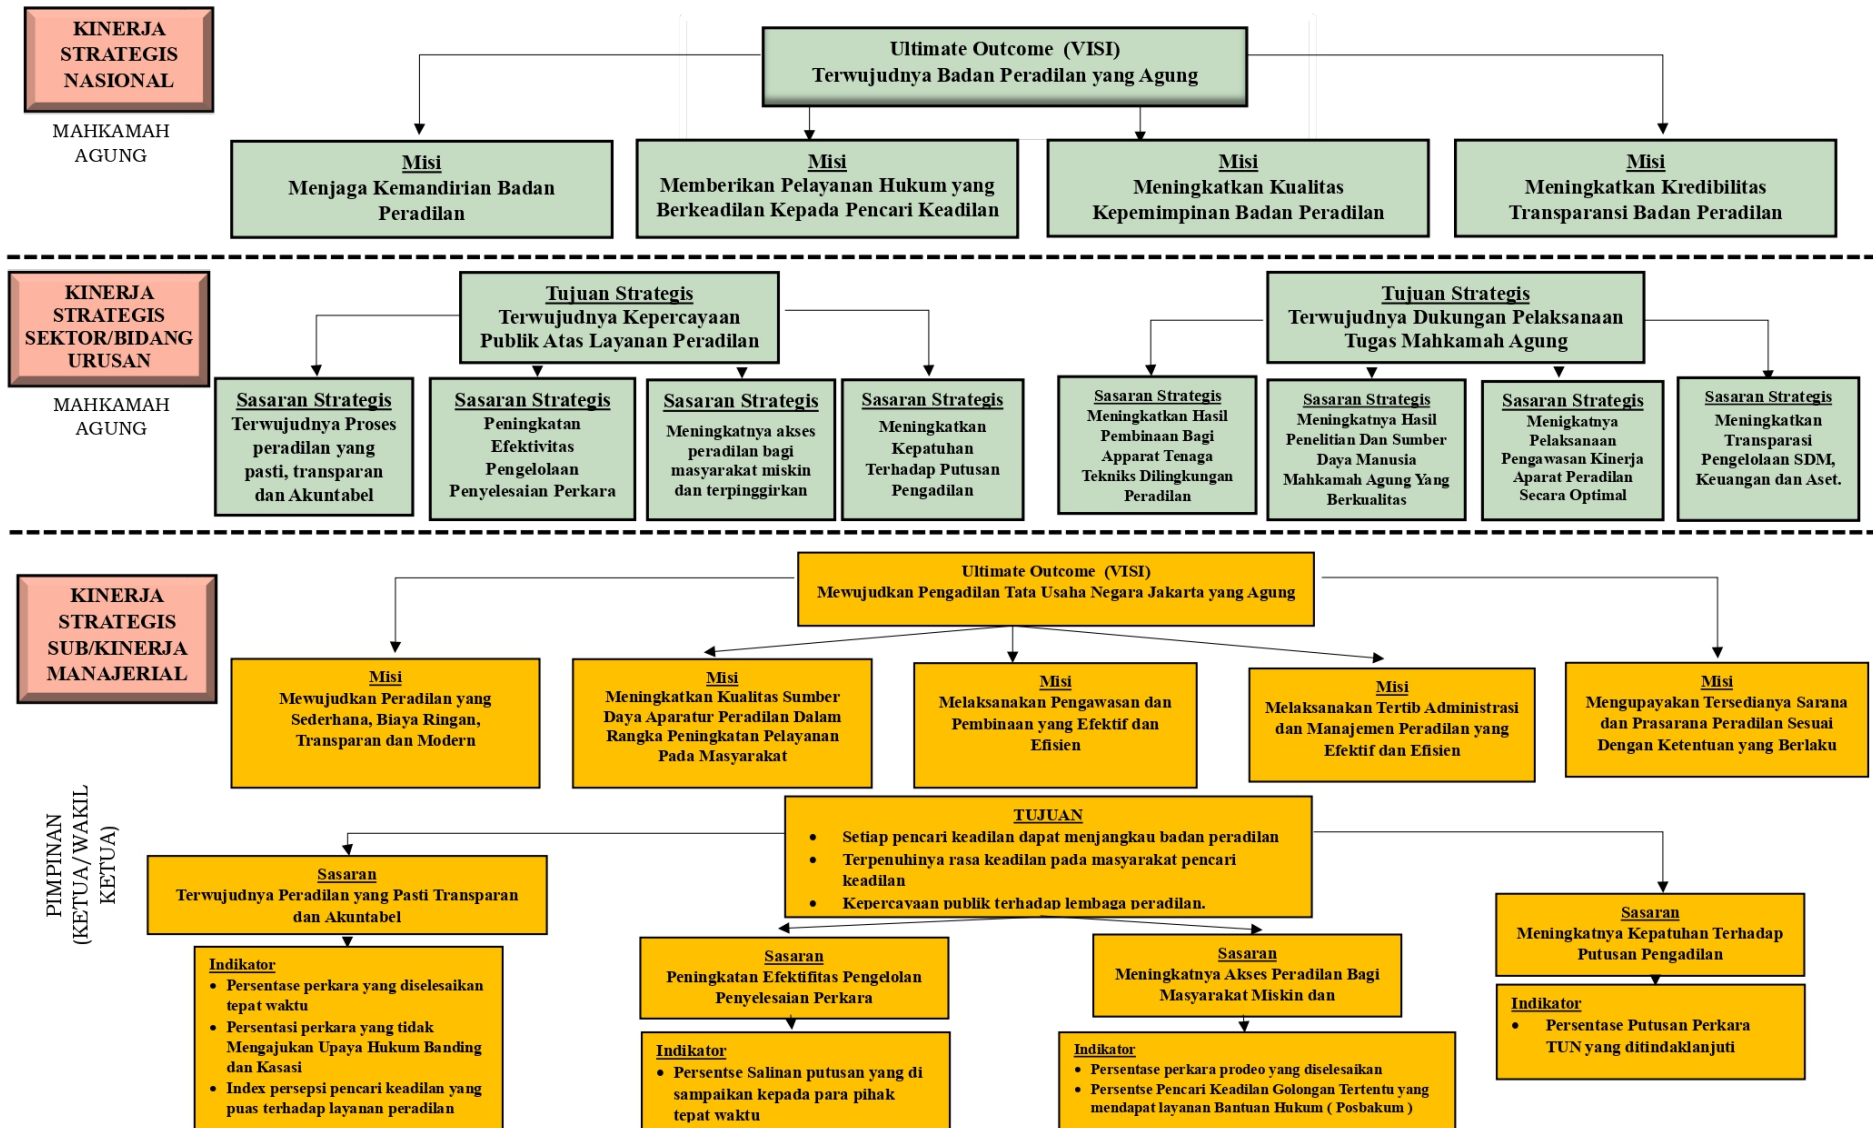 KINERJA
STRATEGIS
NASIONAL
MAHKAMAH
AGUNG
Ultimate Outcome (VISI)
Terwujudnya Badan Peradilan yang Agung
Misi
Menjaga Kemandirian Badan
Peradilan
Misi
Memberikan Pelayanan Hukum yang
Berkeadilan Kepada Pencari Keadilan
Misi
Meningkatkan Kualitas
Kepemimpinan Badan Peradilan
Misi
Meningkatkan Kredibilitas
Transparansi Badan Peradilan
KINERJA
STRATEGIS
SEKTOR/BIDANG
URUSAN
MAHKAMAH
AGUNG
Tujuan Strategis
Terwujudnya Kepercayaan
Publik Atas Layanan Peradilan
Tujuan Strategis
Terwujudnya Dukungan Pelaksanaan
Tugas Mahkamah Agung
Sasaran Strategis
Terwujudnya Proses
peradilan yang
pasti, transparan
dan Akuntabel
Sasaran Strategis
Peningkatan
Efektivitas
Pengelolaan
Penyelesaian Perkara
Sasaran Strategis
Meningkatnya akses
peradilan bagi
masyarakat miskin
dan terpinggirkan
Sasaran Strategis
Meningkatkan
Kepatuhan
Terhadap Putusan
Pengadilan
Sasaran Strategis
Meningkatkan Hasil
Pembinaan Bagi
Apparat Tenaga
Tekniks Dilingkungan
Peradilan
Sasaran Strategis
Meningkatnya Hasil
Penelitian Dan Sumber
Daya Manusia
Mahkamah Agung Yang
Berkualitas
Sasaran Strategis
Menigkatnya
Pelaksanaan
Pengawasan Kinerja
Aparat Peradilan
Secara Optimal
Sasaran Strategis
Meningkatkan
Transparasi
Pengelolaan SDM,
Keuangan dan Aset.
KINERJA
STRATEGIS
SUB/KINERJA
MANAJERIAL
Ultimate Outcome (VISI)
Mewujudkan Pengadilan Tata Usaha Negara Jakarta yang Agung
Misi
Mewujudkan Peradilan yang
Sederhana, Biaya Ringan,
Transparan dan Modern
Misi
Meningkatkan Kualitas Sumber
Daya Aparatur Peradilan Dalam
Rangka Peningkatan Pelayanan
Pada Masyarakat
Misi
Melaksanakan Pengawasan dan
Pembinaan yang Efektif dan
Efisien
Misi
Melaksanakan Tertib Administrasi
dan Manajemen Peradilan yang
Efektif dan Efisien
Misi
Mengupayakan Tersedianya Sarana
dan Prasarana Peradilan Sesuai
Dengan Ketentuan yang Berlaku
PIMPINAN
(KETUA/WAKIL
KETUA)
TUJUAN
• Setiap pencari keadilan dapat menjangkau badan peradilan
• Terpenuhinya rasa keadilan pada masyarakat pencari
keadilan
• Kepercayaan publik terhadap lembaga peradilan.
Sasaran
Terwujudnya Peradilan yang Pasti Transparan
dan Akuntabel
Indikator
• Persentase perkara yang diselesaikan
tepat waktu
• Persentasi perkara yang tidak
Mengajukan Upaya Hukum Banding
dan Kasasi
• Index persepsi pencari keadilan yang
puas terhadap layanan peradilan
Sasaran
Peningkatan Efektifitas Pengelolan
Penyelesaian Perkara
Indikator
• Persentse Salinan putusan yang di
sampaikan kepada para pihak
tepat waktu
Sasaran
Meningkatnya Akses Peradilan Bagi
Masyarakat Miskin dan
Indikator
• Persentase perkara prodeo yang diselesaikan
• Persentse Pencari Keadilan Golongan Tertentu yang
mendapat layanan Bantuan Hukum ( Posbakum )
Sasaran
Meningkatnya Kepatuhan Terhadap
Putusan Pengadilan
Indikator
• Persentase Putusan Perkara
TUN yang ditindaklanjuti